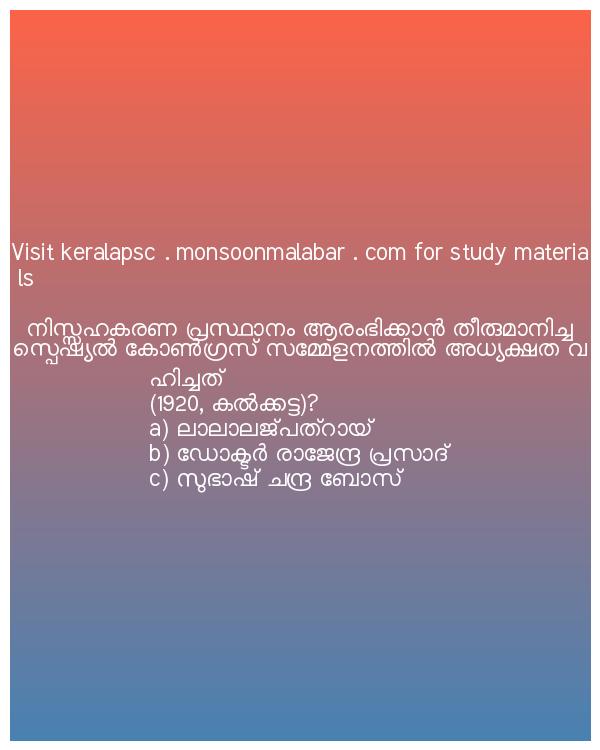 Visit keralapsc . monsoonmalabar . com for study materia
ls
നിസ്സഹകരണ പ്രസ്ഥാനം ആരംഭിക്കാൻ തീരുമാനിച്ച
സ്പെഷ്യൽ കോൺഗ്രസ് സമ്മേളനത്തിൽ അധ്യക്ഷത വ
ഹിച്ചത്
(1920, കൽക്കട്ട)?
a) ലാലാലജ്പത്റായ്
b) ഡോക്ടർ രാജേന്ദ്ര പ്രസാദ്
c) സുഭാഷ് ചന്ദ്ര ബോസ്